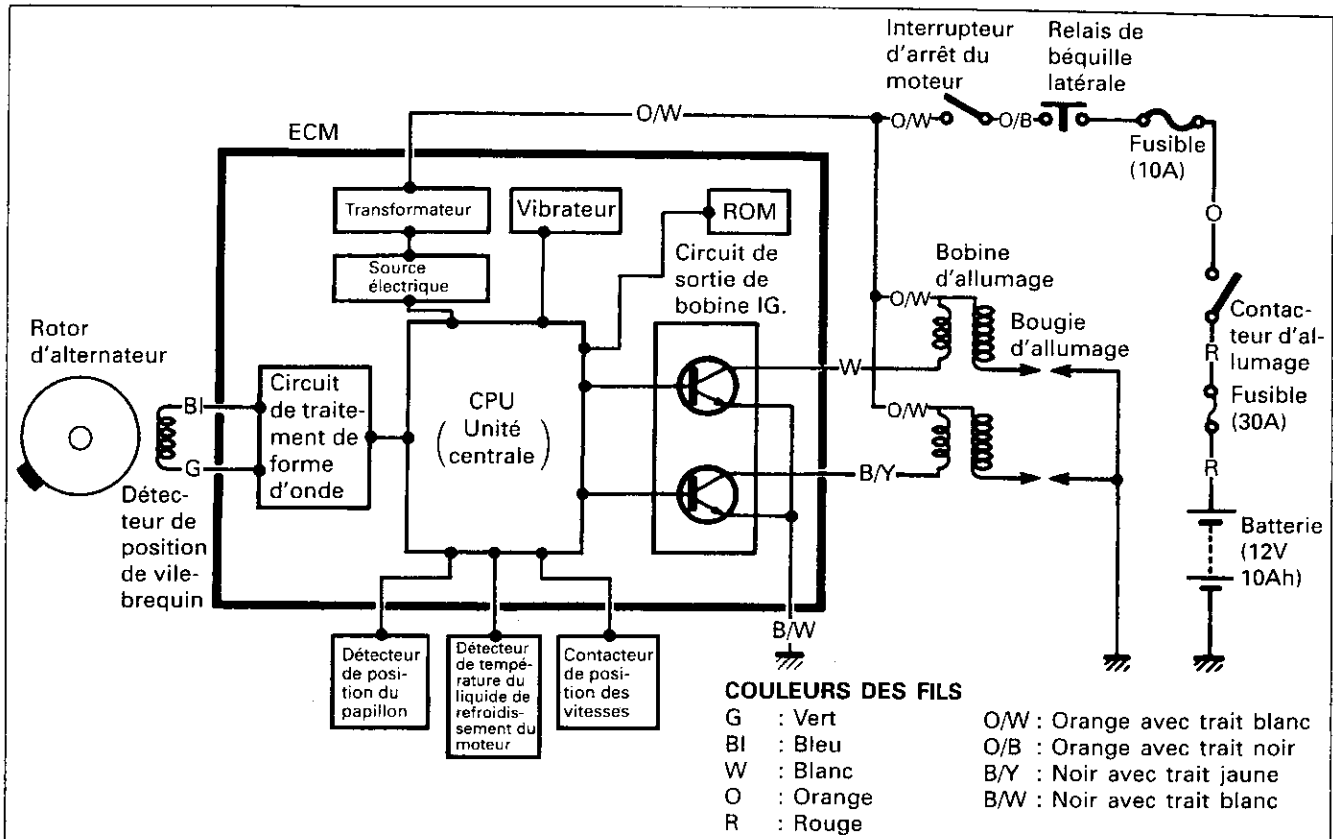 Interrupteur
d'arrêt du
moteur
Relais de
béquille
latérale
O/W
O/W
O/B
Fusible
(10A)
O
ECM
Transformateur
Vibrateur
ROM
Source
électrique
Circuit de
sortie de
bobine IG.
Bobine
d'allumage
O/W
Bougie
d'allumage
Contac-
teur d'al-
lumage
R
Fusible
(30A)
R
Rotor
d'alternateur
Bl
G
Circuit
de traite-
ment de
forme
d'onde
CPU
( Unité
centrale )
W
O/W
B/Y
Détec-
teur de
position
de vile-
brequin
Batterie
(12V
10Ah)
B/W
Détecteur
de posi-
tion du
papillon
Détecteur
de tempé-
rature du
liquide de
refroidis-
sement du
moteur
Contacteur
de position
des
vitesses
COULEURS DES FILS
G : Vert
Bl : Bleu
W : Blanc
O : Orange
R : Rouge
O/W : Orange avec trait blanc
O/B : Orange avec trait noir
B/Y : Noir avec trait jaune
B/W : Noir avec trait blanc